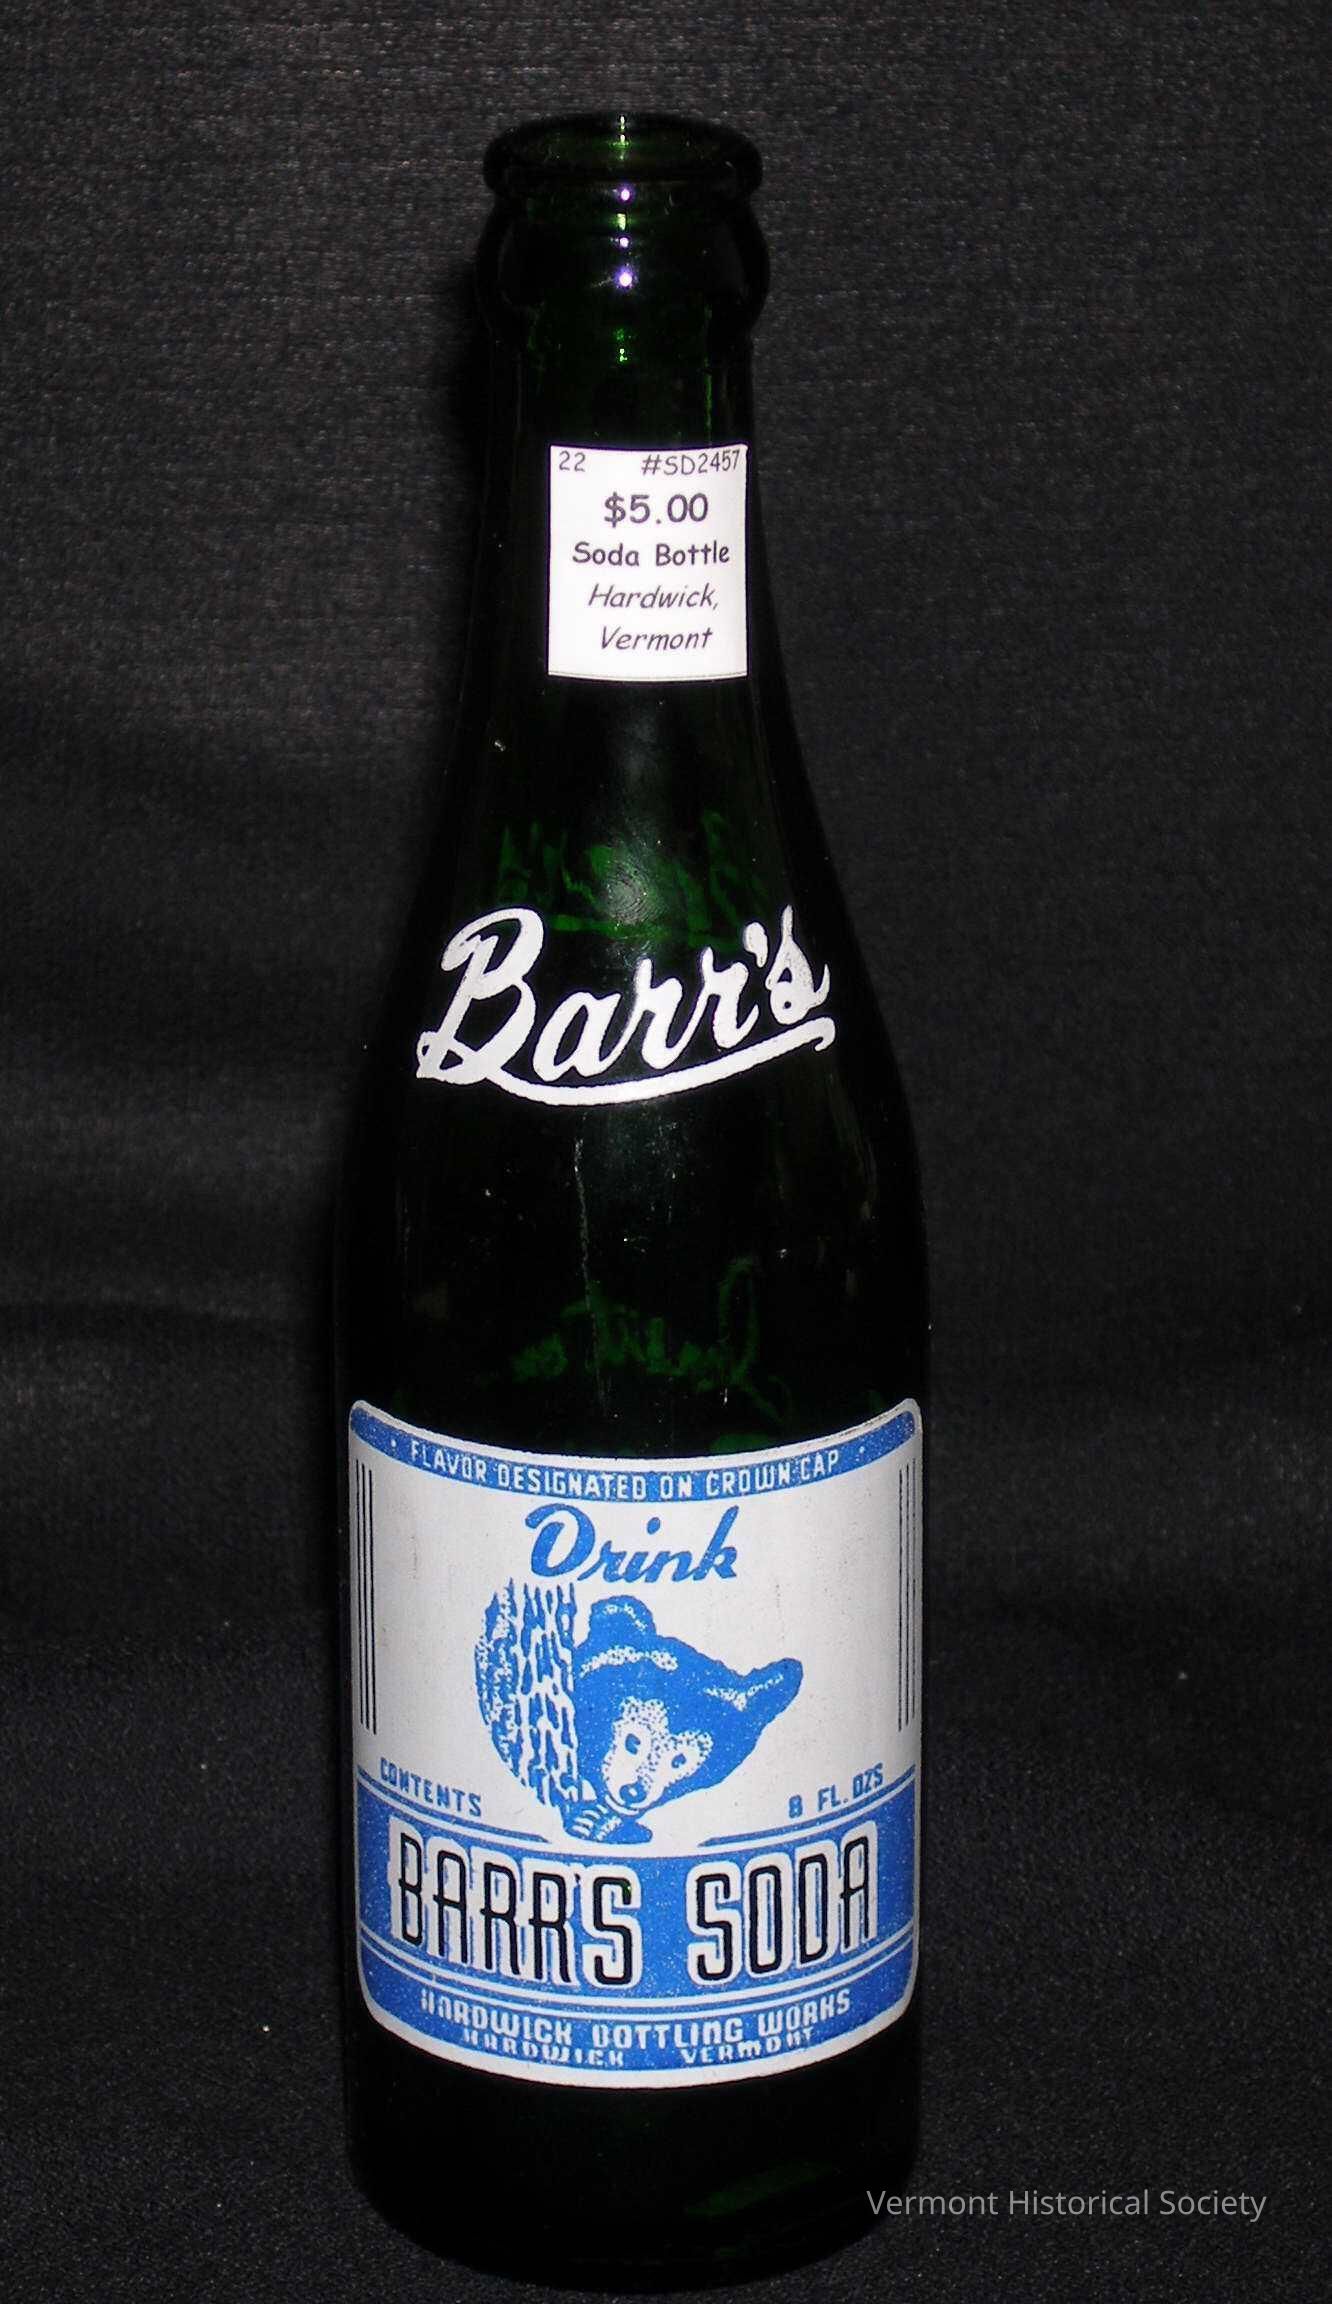 22 #SD2457
$5.00
Soda Bottle
Hardwick,
Vermont
Barr's
· FLAVOR DESIGNATED ON CROWN CAP ·
Drink
CONTENTS 8 FL. OZS
BARR'S SODA
HARDWICK BOTTLING WORKS
HARDWICK VERMONT
Vermont Historical Society